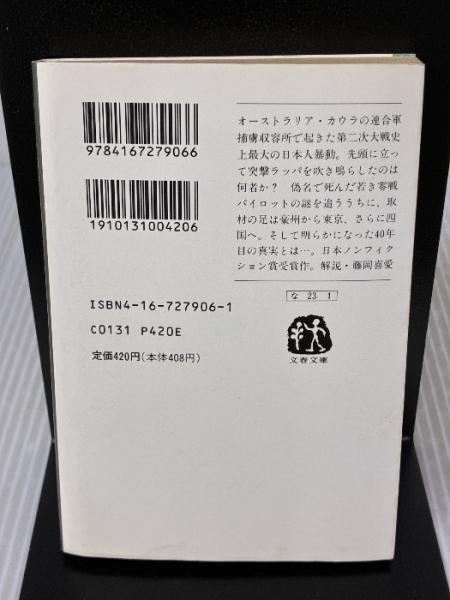 9784167279066
1910131004206
ISBN4-16-727906-1
C0131 P420E
定価420円(本体408円)
オーストラリア・カウラの連合軍
捕虜収容所で起きた第二次大戦史
上最大の日本人暴動。先頭に立っ
て突撃ラッパを吹き鳴らしたのは
何者か？ 偽名で死んだ若き零戦
パイロットの謎を追ううちに、取
材の足は豪州から東京、さらに四
国へ。そして明らかになった40年
目の真実とは…。日本ノンフィク
ション賞受賞作。解説・藤岡喜愛
な 23 1
文春文庫